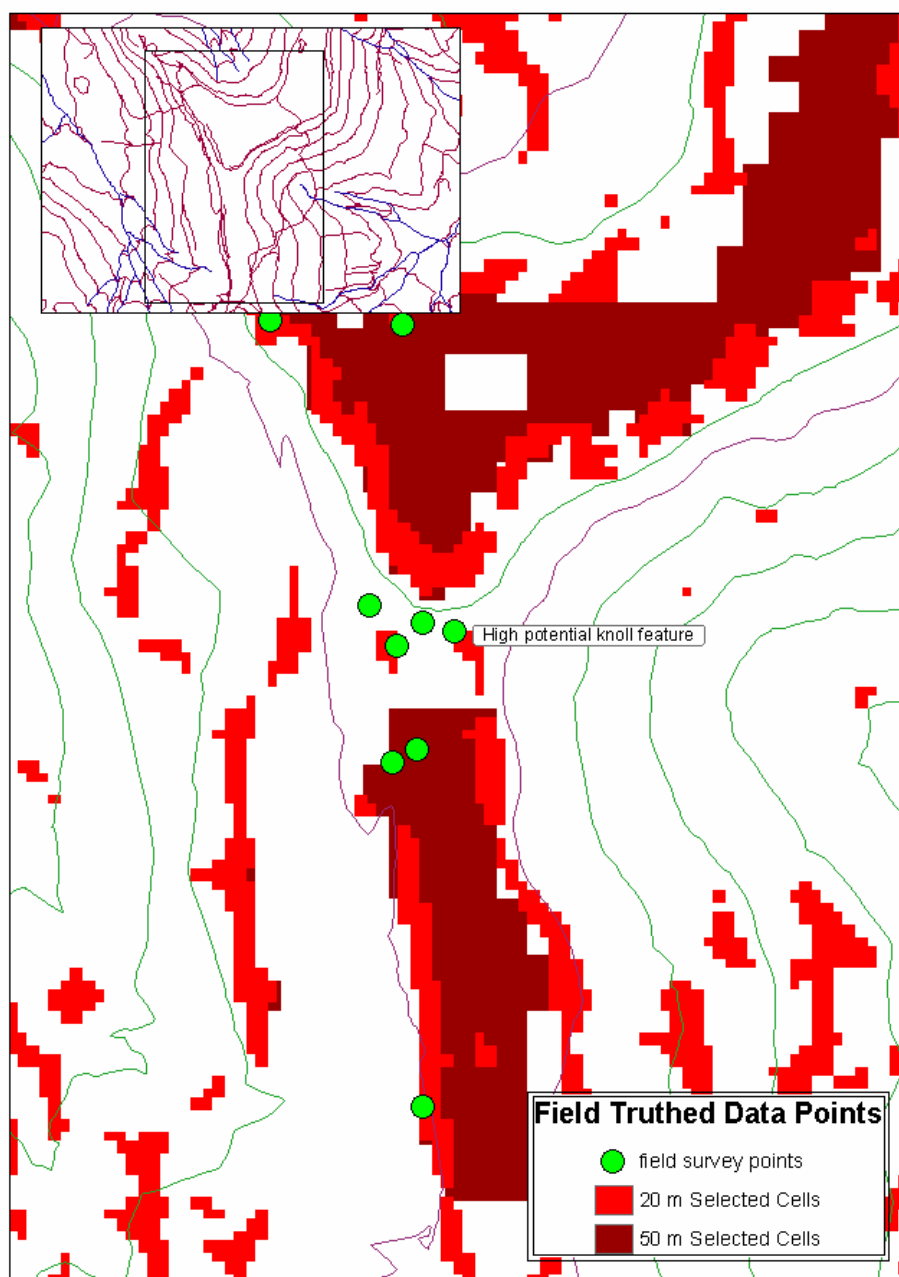 High potential knoll feature
Field Truthed Data Points
field survey points
20 m Selected Cells
50 m Selected Cells